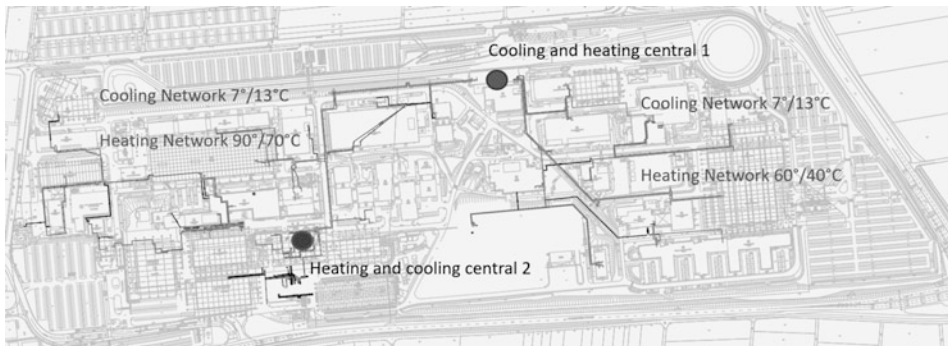 Cooling and heating central 1
Cooling Network 7°/13°C
Cooling Network 7°/13°C
Heating Network 90°/70°C
Heating Network 60°/40°C
Heating and cooling central 2